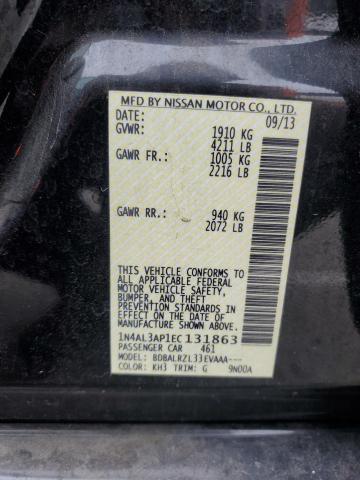 MFD BY NISSAN MOTOR CO., LTD.
DATE: 09/13
GVWR: 1910 KG
4211 LB
GAWR FR.: 1005 KG
2216 LB
GAWR RR.: 940 KG
2072 LB
THIS VEHICLE CONFORMS TO
ALL APPLICABLE FEDERAL
MOTOR VEHICLE SAFETY,
BUMPER, AND THEFT
PREVENTION STANDARDS IN
EFFECT ON THE DATE OF
MANUFACTURE SHOWN ABOVE.
1N4AL3AP1EC131863
PASSENGER CAR 461
MODEL: BDBALRZL33EVAAA---
COLOR: KH3 TRIM: G 9N00A